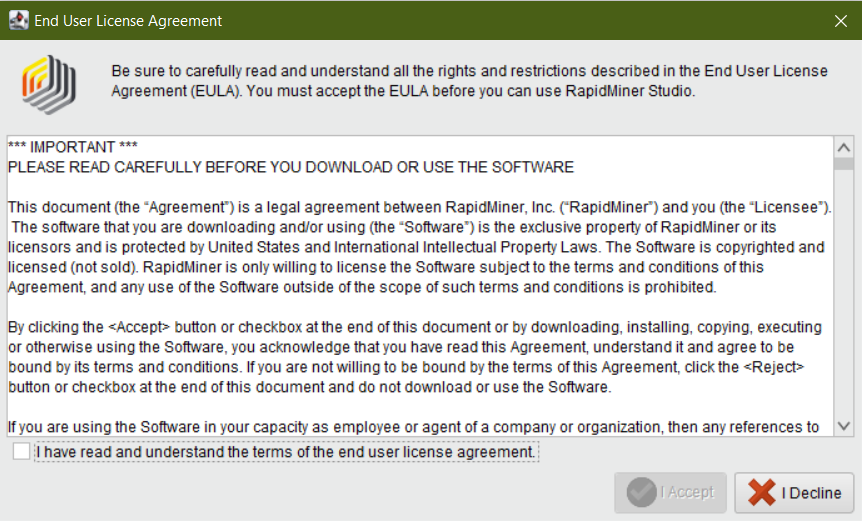 End User License Agreement
Be sure to carefully read and understand all the rights and restrictions described in the End User License
Agreement (EULA). You must accept the EULA before you can use RapidMiner Studio.
*** IMPORTANT ***
PLEASE READ CAREFULLY BEFORE YOU DOWNLOAD OR USE THE SOFTWARE
This document (the “Agreement”) is a legal agreement between RapidMiner, Inc. (“RapidMiner”) and you (the “Licensee”).
The software that you are downloading and/or using (the “Software”) is the exclusive property of RapidMiner or its
licensors and is protected by United States and International Intellectual Property Laws. The Software is copyrighted and
licensed (not sold). RapidMiner is only willing to license the Software subject to the terms and conditions of this
Agreement, and any use of the Software outside of the scope of such terms and conditions is prohibited.
By clicking the <Accept> button or checkbox at the end of this document or by downloading, installing, copying, executing
or otherwise using the Software, you acknowledge that you have read this Agreement, understand it and agree to be
bound by its terms and conditions. If you are not willing to be bound by the terms of this Agreement, click the <Reject>
button or checkbox at the end of this document and do not download or use the Software.
If you are using the Software in your capacity as employee or agent of a company or organization, then any references to
I have read and understand the terms of the end user license agreement.
I Accept
I Decline